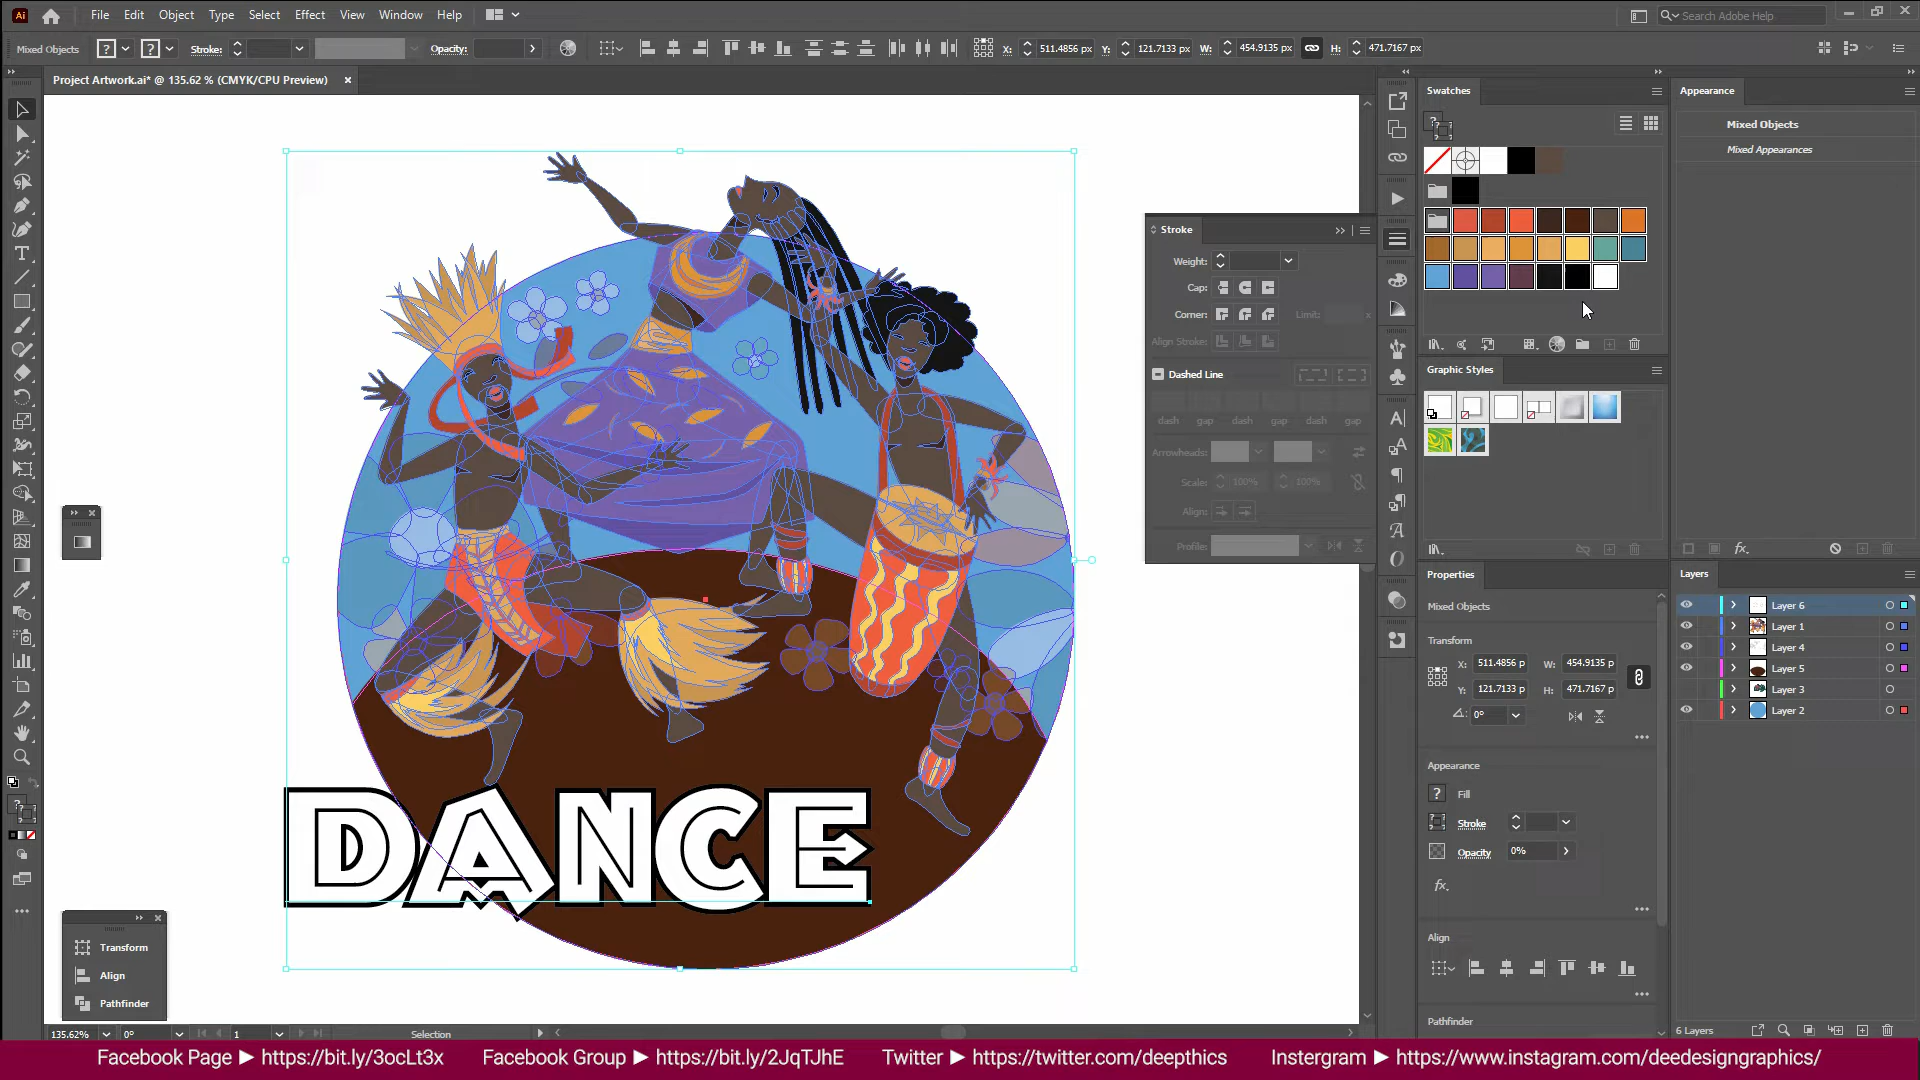 Ai File Edit Object Type Select Effect View Window Help Search Adobe Help
Mixed Objects ? ? Stroke: Opacity: X: 511.4856 px Y: 121.7133 px W: 454.9135 px H: 471.7167 px
Project Artwork.ai* @ 135.62 % (CMYK/CPU Preview)
Swatches
Appearance
Mixed Objects
Mixed Appearances
Stroke
Weight:
Cap:
Corner: Limit: x
Align Stroke:
Dashed Line
dash gap dash gap dash gap
Arrowheads:
Scale: 100% 100%
Align:
Profile:
Graphic Styles
Properties
Mixed Objects
Transform
X: 511.4856 p W: 454.9135 p
Y: 121.7133 p H: 471.7167 p
0°
Appearance
? Fill
Stroke
Opacity 0%
fx.
Align
Pathfinder
Layers
Layer 6
Layer 1
Layer 4
Layer 5
Layer 3
Layer 2
6 Layers
DANCE
Transform
Align
Pathfinder
135.62% 0° 1 Selection
Facebook Page ► https://bit.ly/3ocLt3x Facebook Group ► https://bit.ly/2JqTJhE Twitter ► https://twitter.com/deepthics Instergram ► https://www.instagram.com/deedesigngraphics/